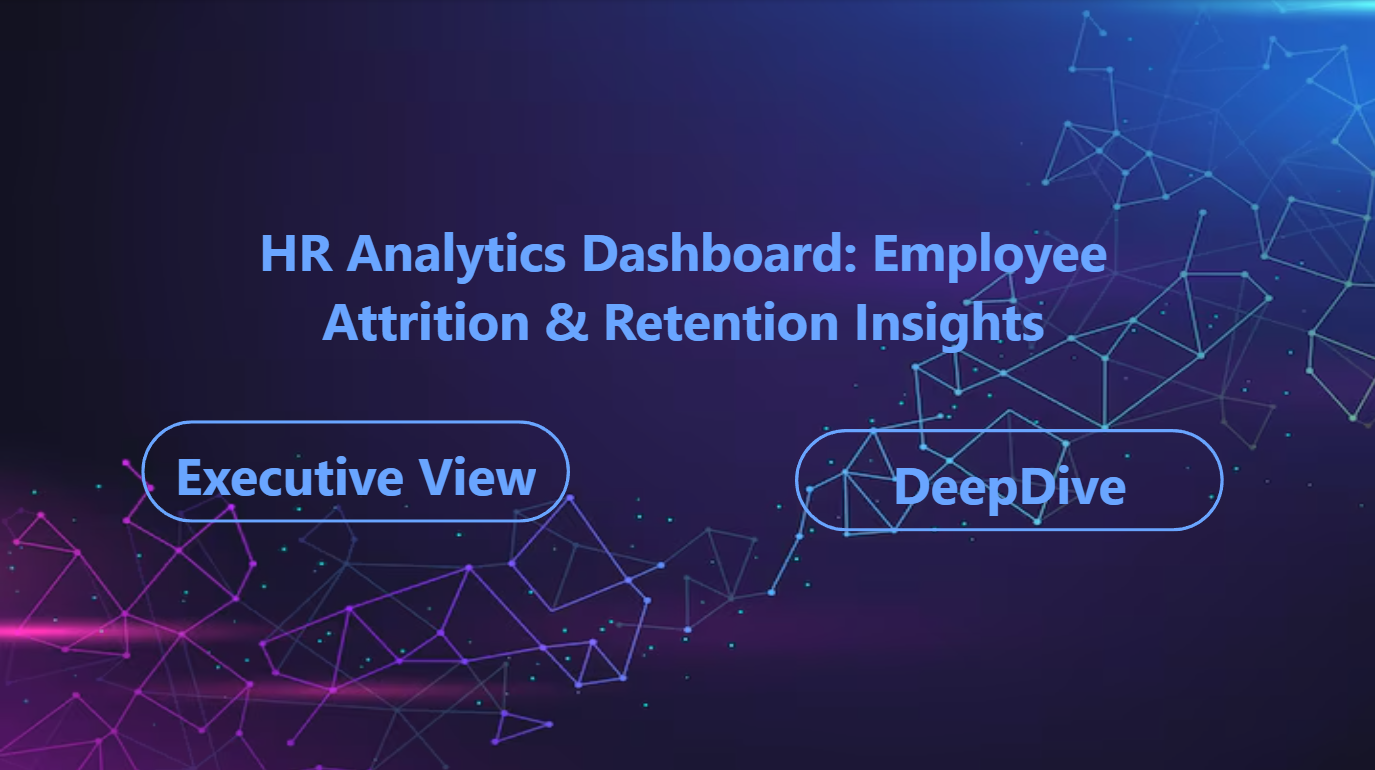 HR Analytics Dashboard: Employee
Attrition & Retention Insights
Executive View
DeepDive